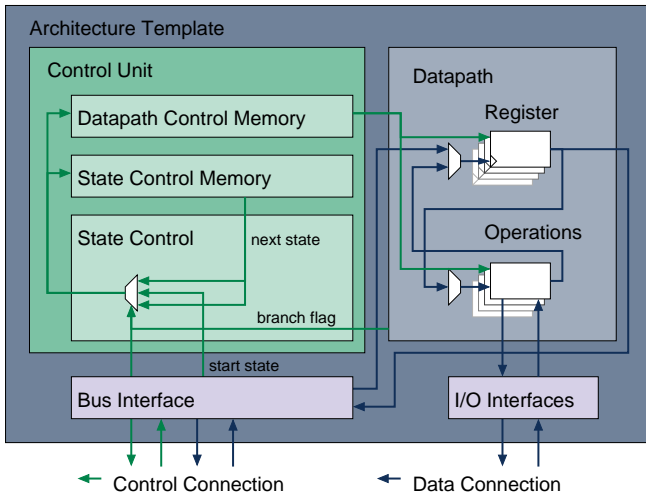 Architecture Template
Control Unit
Datapath
Datapath Control Memory
Register
State Control Memory
State Control
next state
Operations
branch flag
start state
Bus Interface
I/O Interfaces
Control Connection
Data Connection